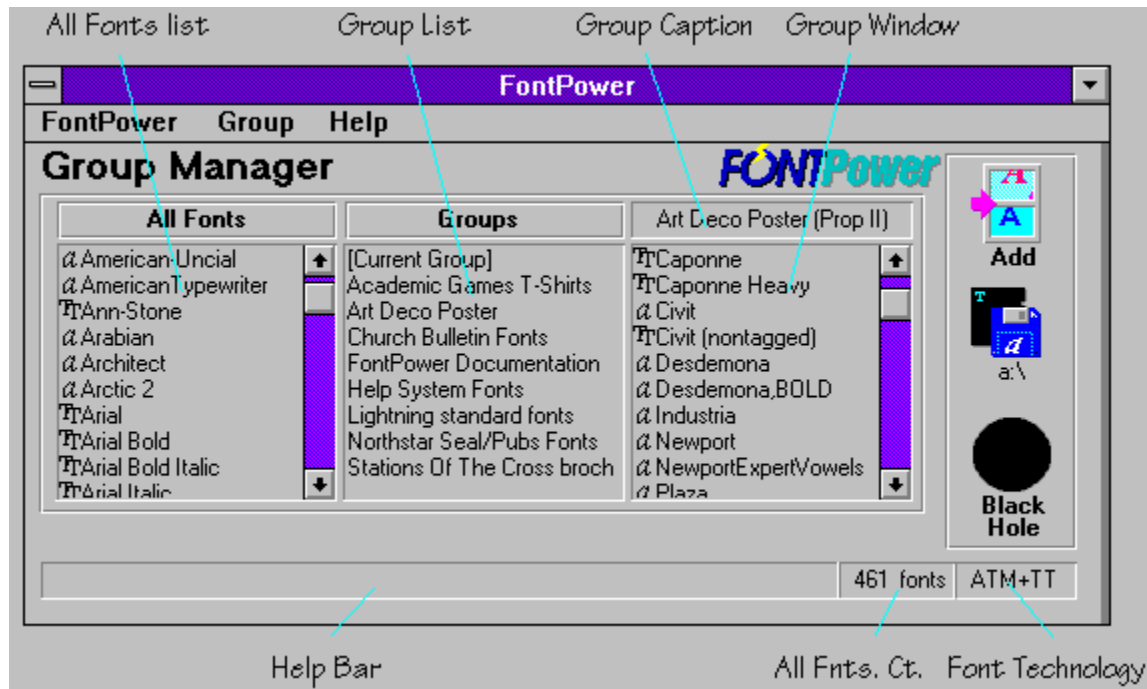 All Fonts list Group List Group Caption Group Window
FontPower
FontPower Group Help
Group Manager
FONTPower
All Fonts
American-Uncial
AmericanTypewriter
Ann-Stone
Arabian
Architect
Arctic 2
Arial
Arial Bold
Arial Bold Italic
Arial Italic
Groups
[Current Group]
Academic Games T-Shirts
Art Deco Poster
Church Bulletin Fonts
FontPower Documentation
Help System Fonts
Lightning standard fonts
Northstar Seal/Pubs Fonts
Stations Of The Cross broch
Art Deco Poster (Prop II)
Caponne
Caponne Heavy
Civit
Civit (nontagged)
Desdemona
Desdemona,BOLD
Industria
Newport
NewportExpertVowels
Plaza
Add
a:\
Black
Hole
461 fonts ATM+TT
Help Bar All Fnts. Ct. Font Technology